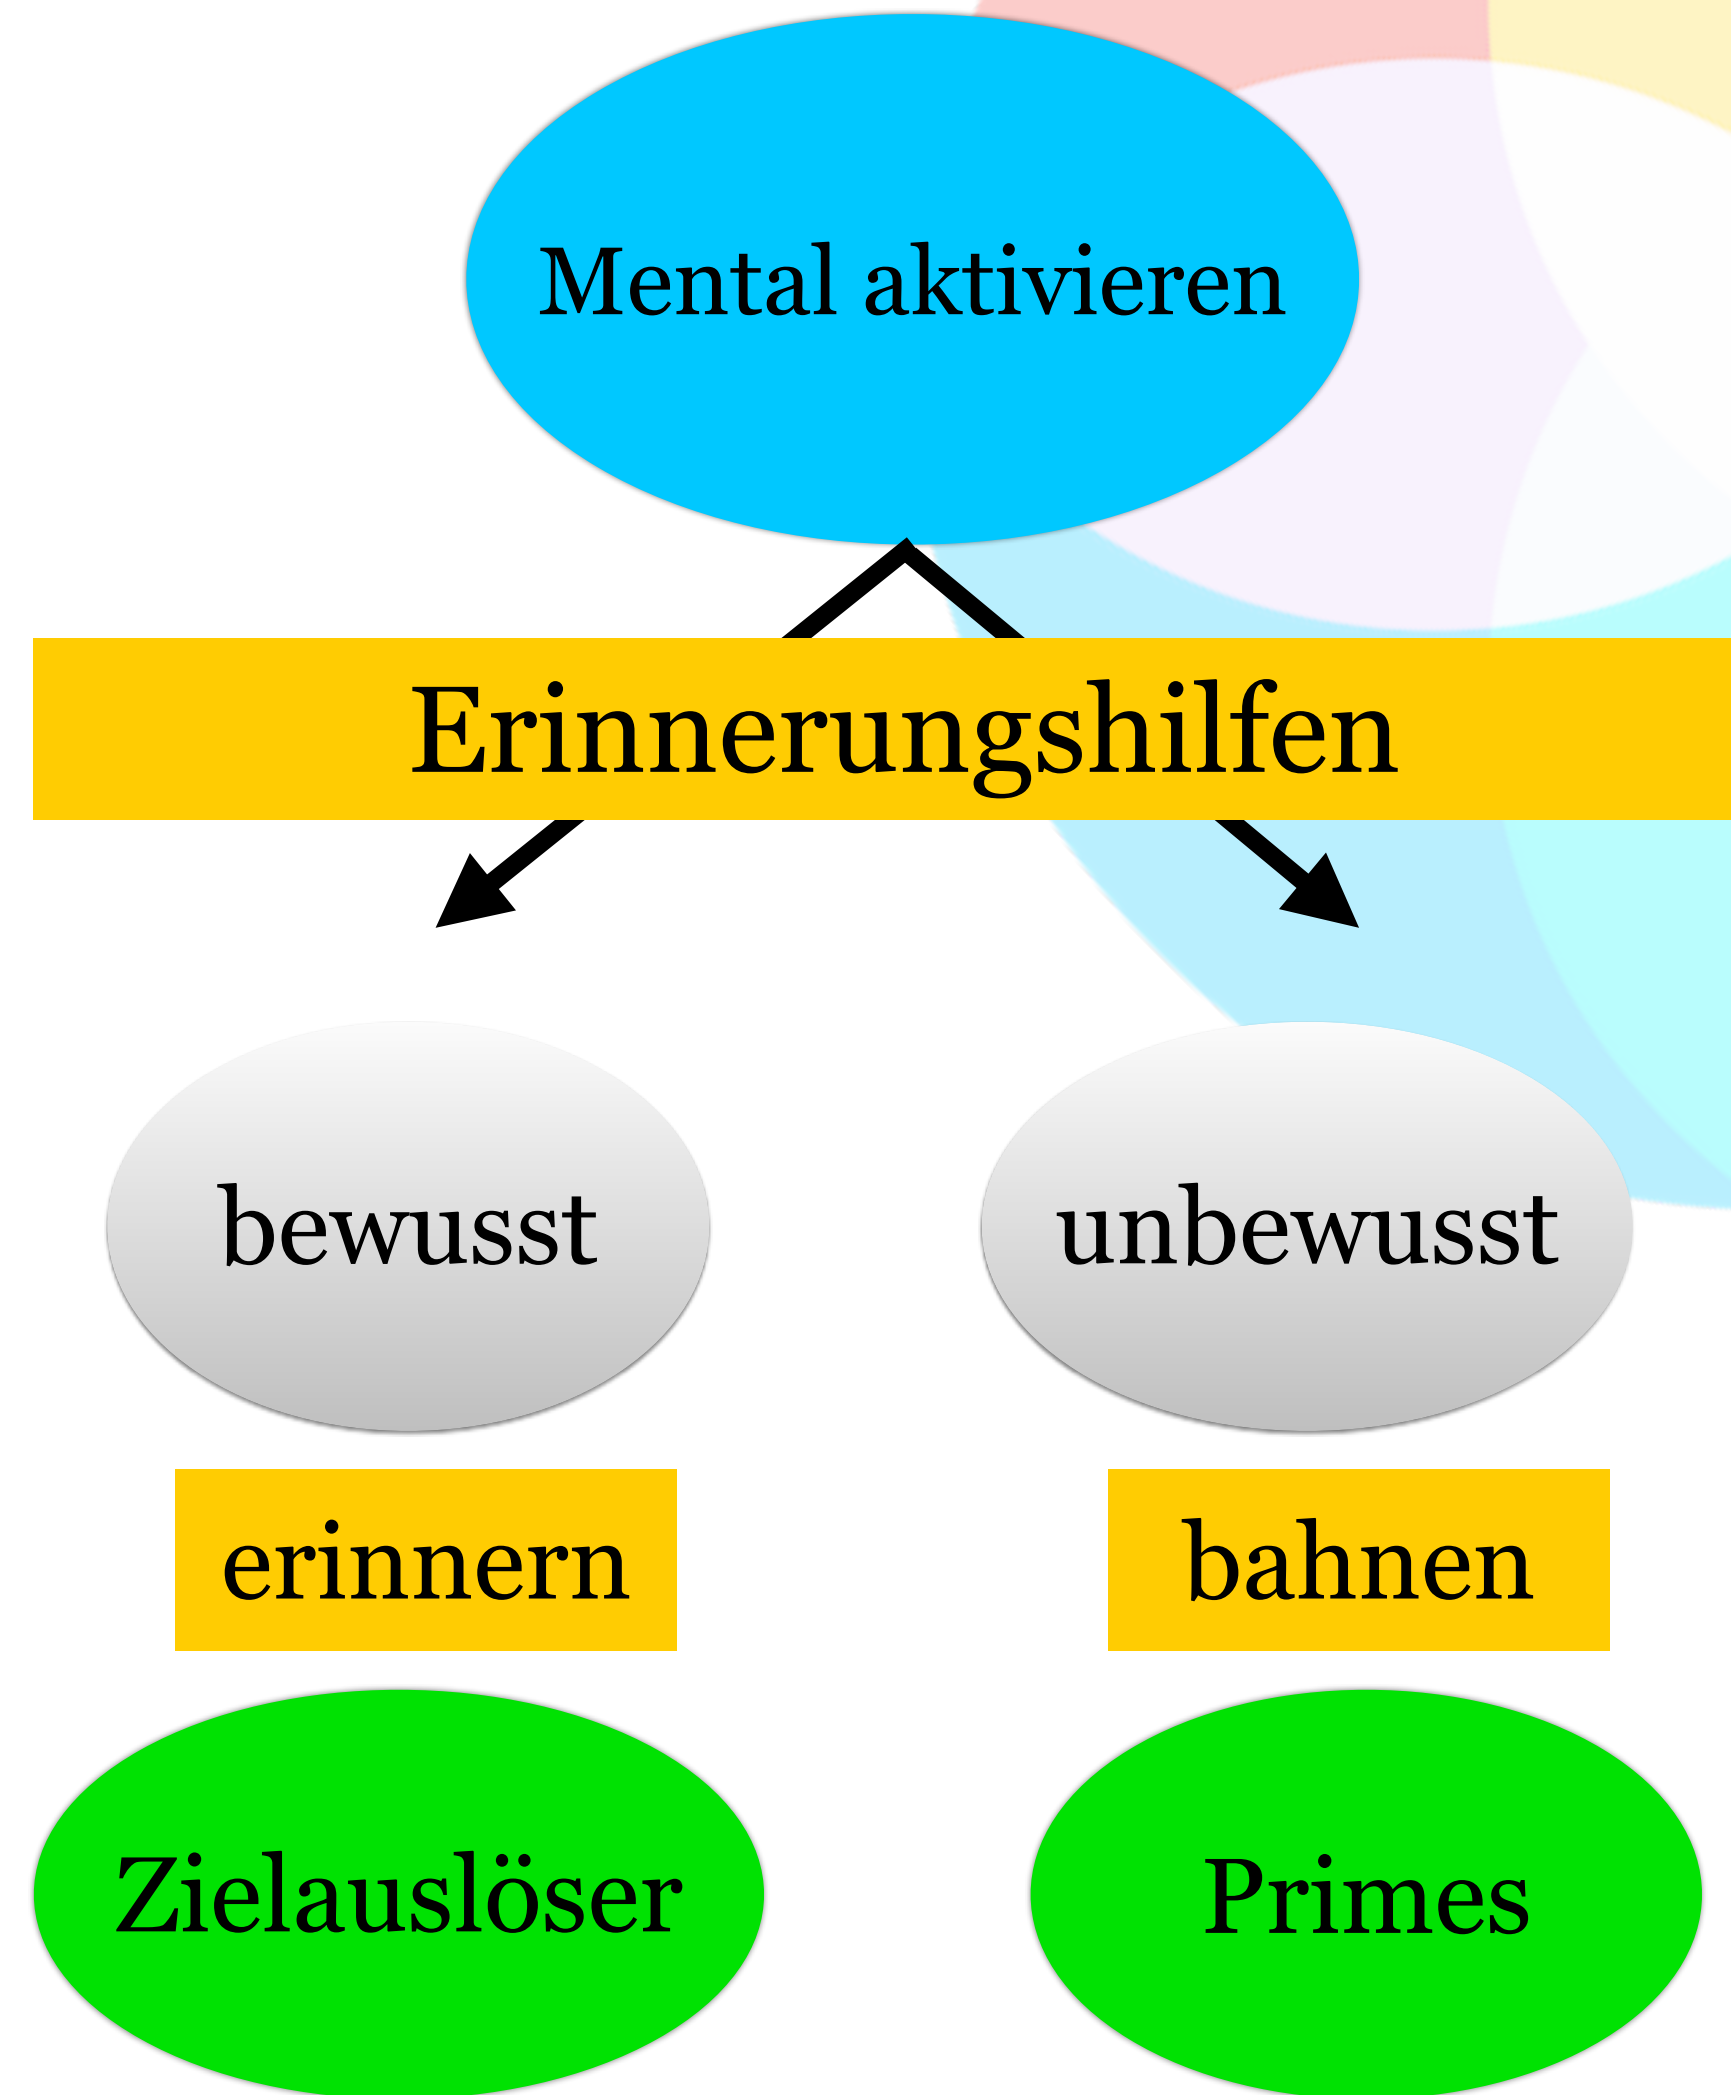 Mental aktivieren
Erinnerungshilfen
bewusst
unbewusst
erinnern
bahnen
Zielauslöser
Primes